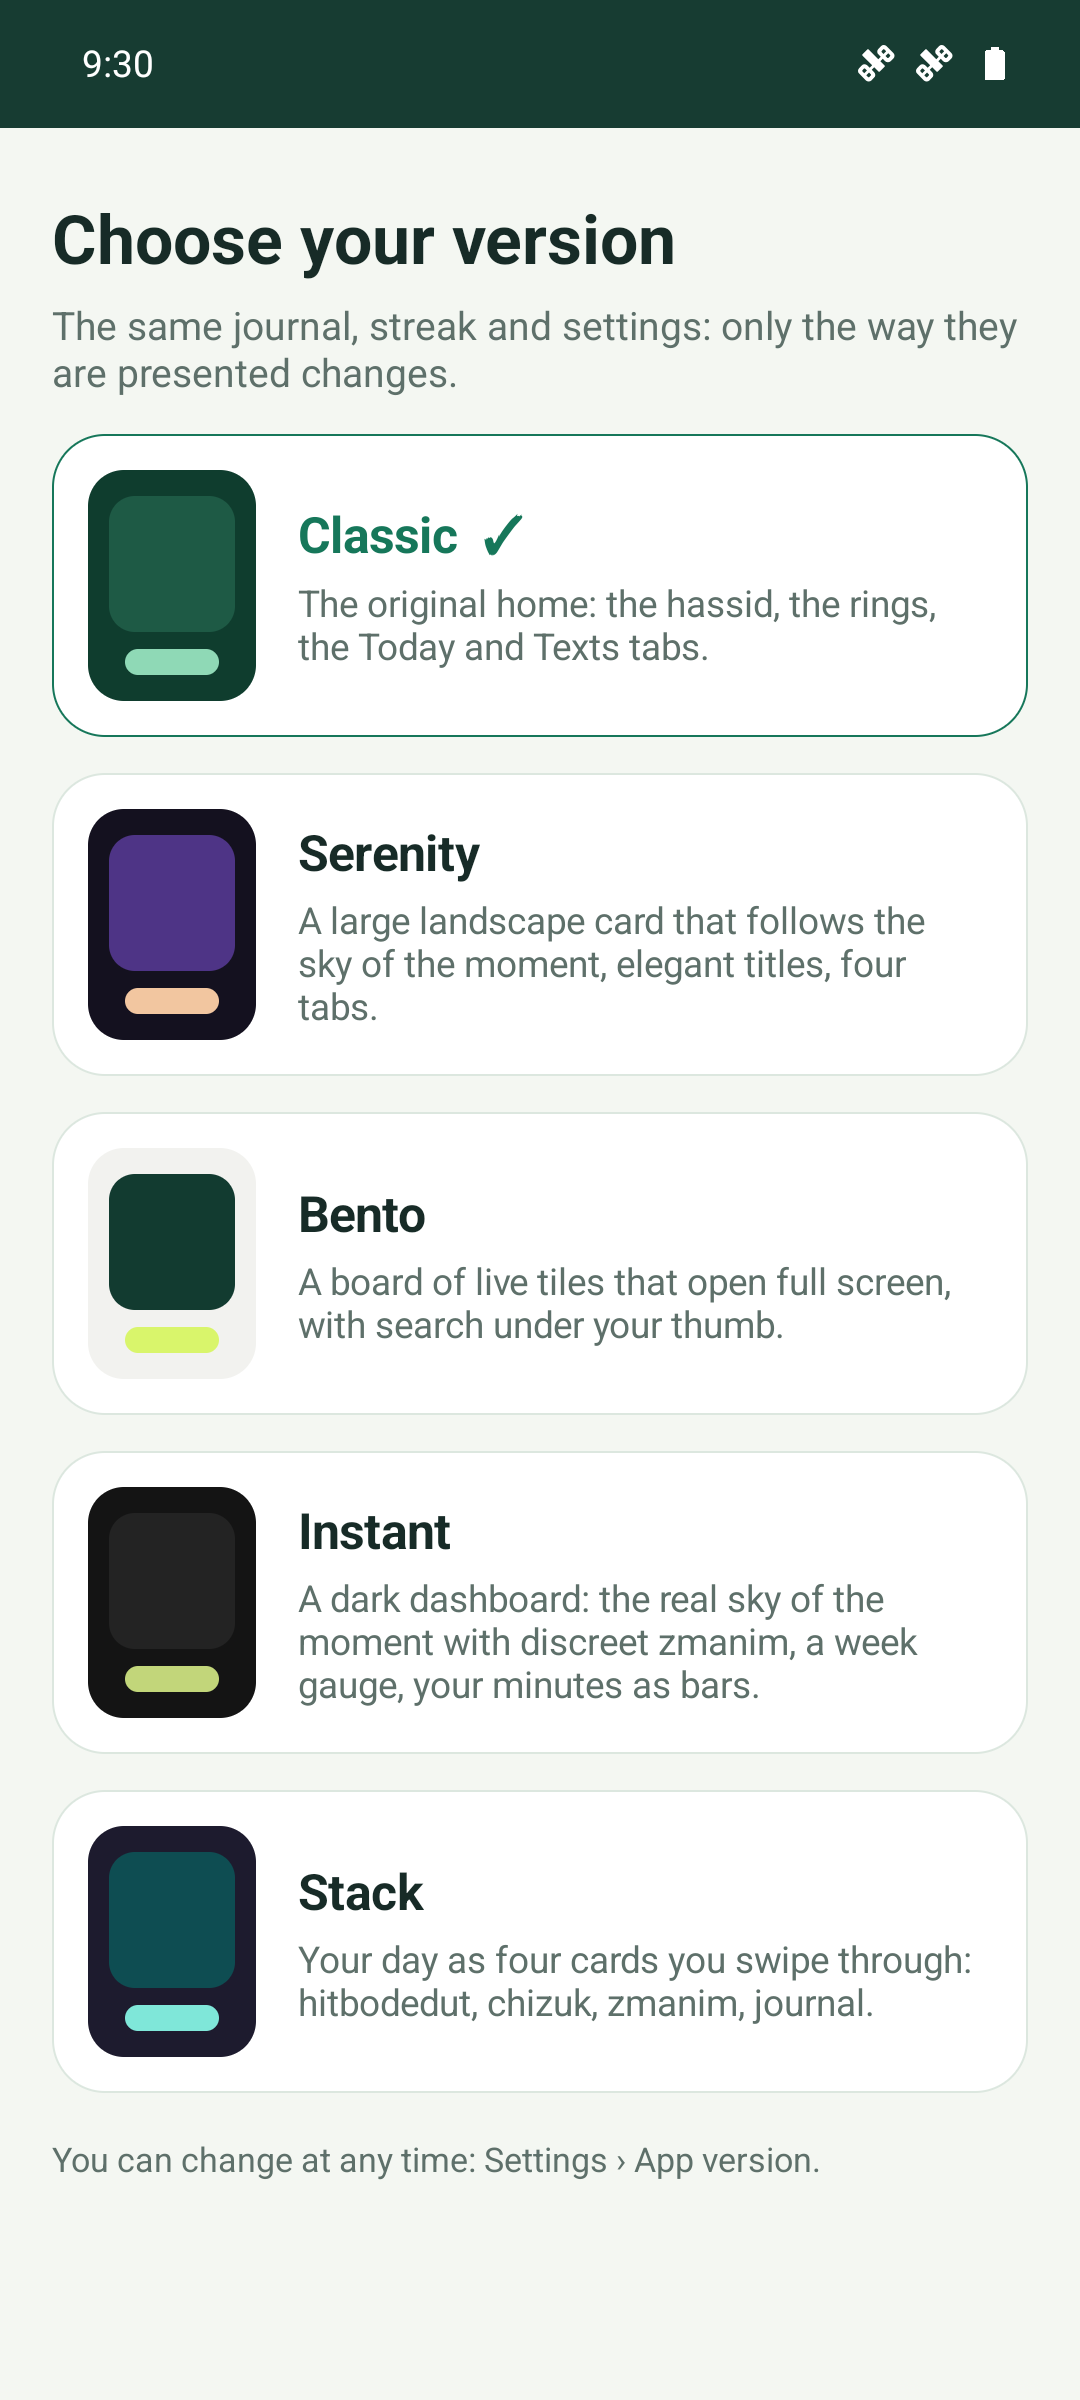 9:30
Choose your version
The same journal, streak and settings: only the way they
are presented changes.
Classic ✓
The original home: the hassid, the rings,
the Today and Texts tabs.
Serenity
A large landscape card that follows the
sky of the moment, elegant titles, four
tabs.
Bento
A board of live tiles that open full screen,
with search under your thumb.
Instant
A dark dashboard: the real sky of the
moment with discreet zmanim, a week
gauge, your minutes as bars.
Stack
Your day as four cards you swipe through:
hitbodedut, chizuk, zmanim, journal.
You can change at any time: Settings › App version.